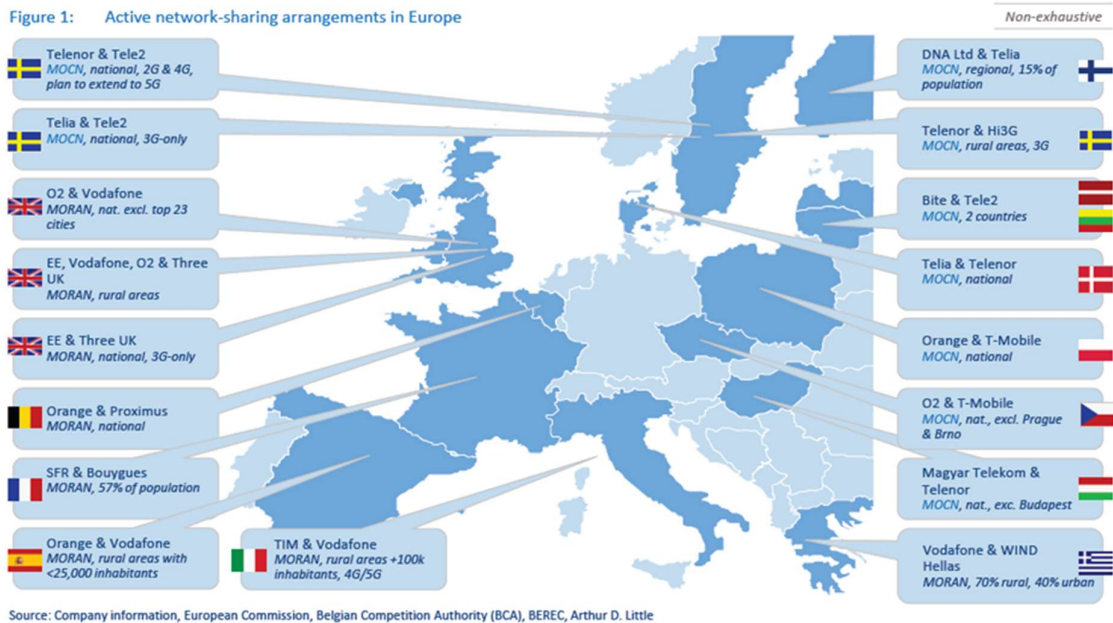 Figure 1: Active network-sharing arrangements in Europe
Non-exhaustive
Telenor & Tele2
MOCN, national, 2G & 4G,
plan to extend to 5G
Telia & Tele2
MOCN, national, 3G-only
O2 & Vodafone
MORAN, nat. excl. top 23
cities
EE, Vodafone, O2 & Three
UK
MORAN, rural areas
EE & Three UK
MORAN, national, 3G-only
Orange & Proximus
MORAN, national
SFR & Bouygues
MORAN, 57% of population
Orange & Vodafone
MORAN, rural areas with
<25,000 inhabitants
TIM & Vodafone
MORAN, rural areas +100k
inhabitants, 4G/5G
DNA Ltd & Telia
MOCN, regional, 15% of
population
Telenor & Hi3G
MOCN, rural areas, 3G
Bite & Tele2
MOCN, 2 countries
Telia & Telenor
MOCN, national
Orange & T-Mobile
MOCN, national
O2 & T-Mobile
MOCN, nat., excl. Prague
& Brno
Magyar Telekom &
Telenor
MOCN, nat., exc. Budapest
Vodafone & WIND
Hellas
MORAN, 70% rural, 40% urban
Source: Company information, European Commission, Belgian Competition Authority (BCA), BEREC, Arthur D. Little